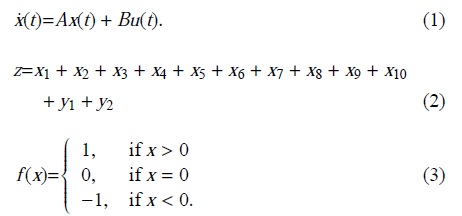 ẋ(t)=Ax(t) + Bu(t). (1)
z=x₁ + x₂ + x₃ + x₄ + x₅ + x₆ + x₇ + x₈ + x₉ + x₁₀
+ y₁ + y₂ (2)
1, if x > 0
f(x)={ 0, if x = 0 (3)
−1, if x < 0.